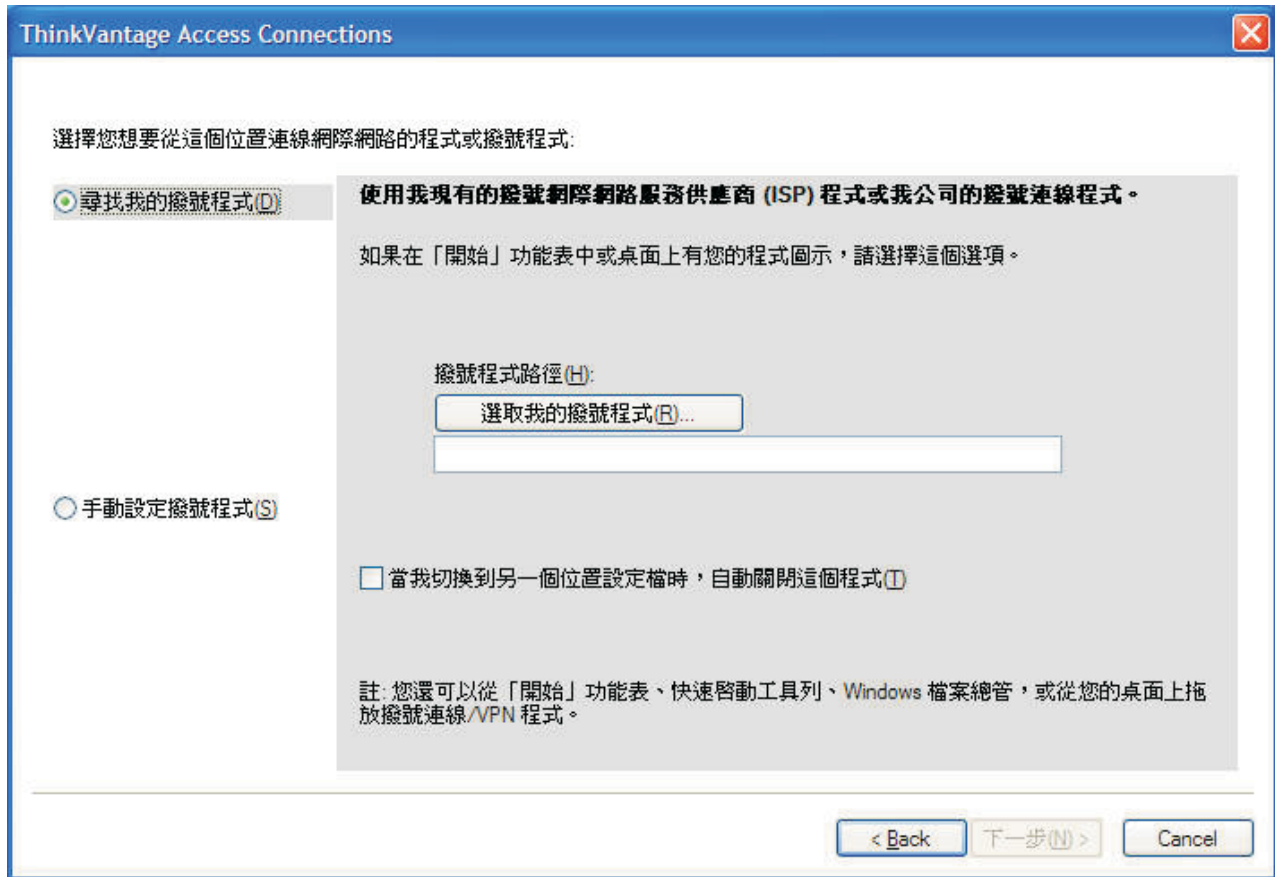 ThinkVantage Access Connections
選擇您想要從這個位置連線網際網路的程式或撥號程式:
尋找我的撥號程式(D)
使用我現有的撥號網際網路服務供應商 (ISP) 程式或我公司的撥號連線程式。
如果在「開始」功能表中或桌面上有您的程式圖示，請選擇這個選項。
撥號程式路徑(H):
選取我的撥號程式(R)...
手動設定撥號程式(S)
當我切換到另一個位置設定檔時，自動關閉這個程式(T)
註: 您還可以從「開始」功能表、快速啓動工具列、Windows 檔案總管，或從您的桌面上拖
放撥號連線/VPN 程式。
< Back
下一步(N) >
Cancel